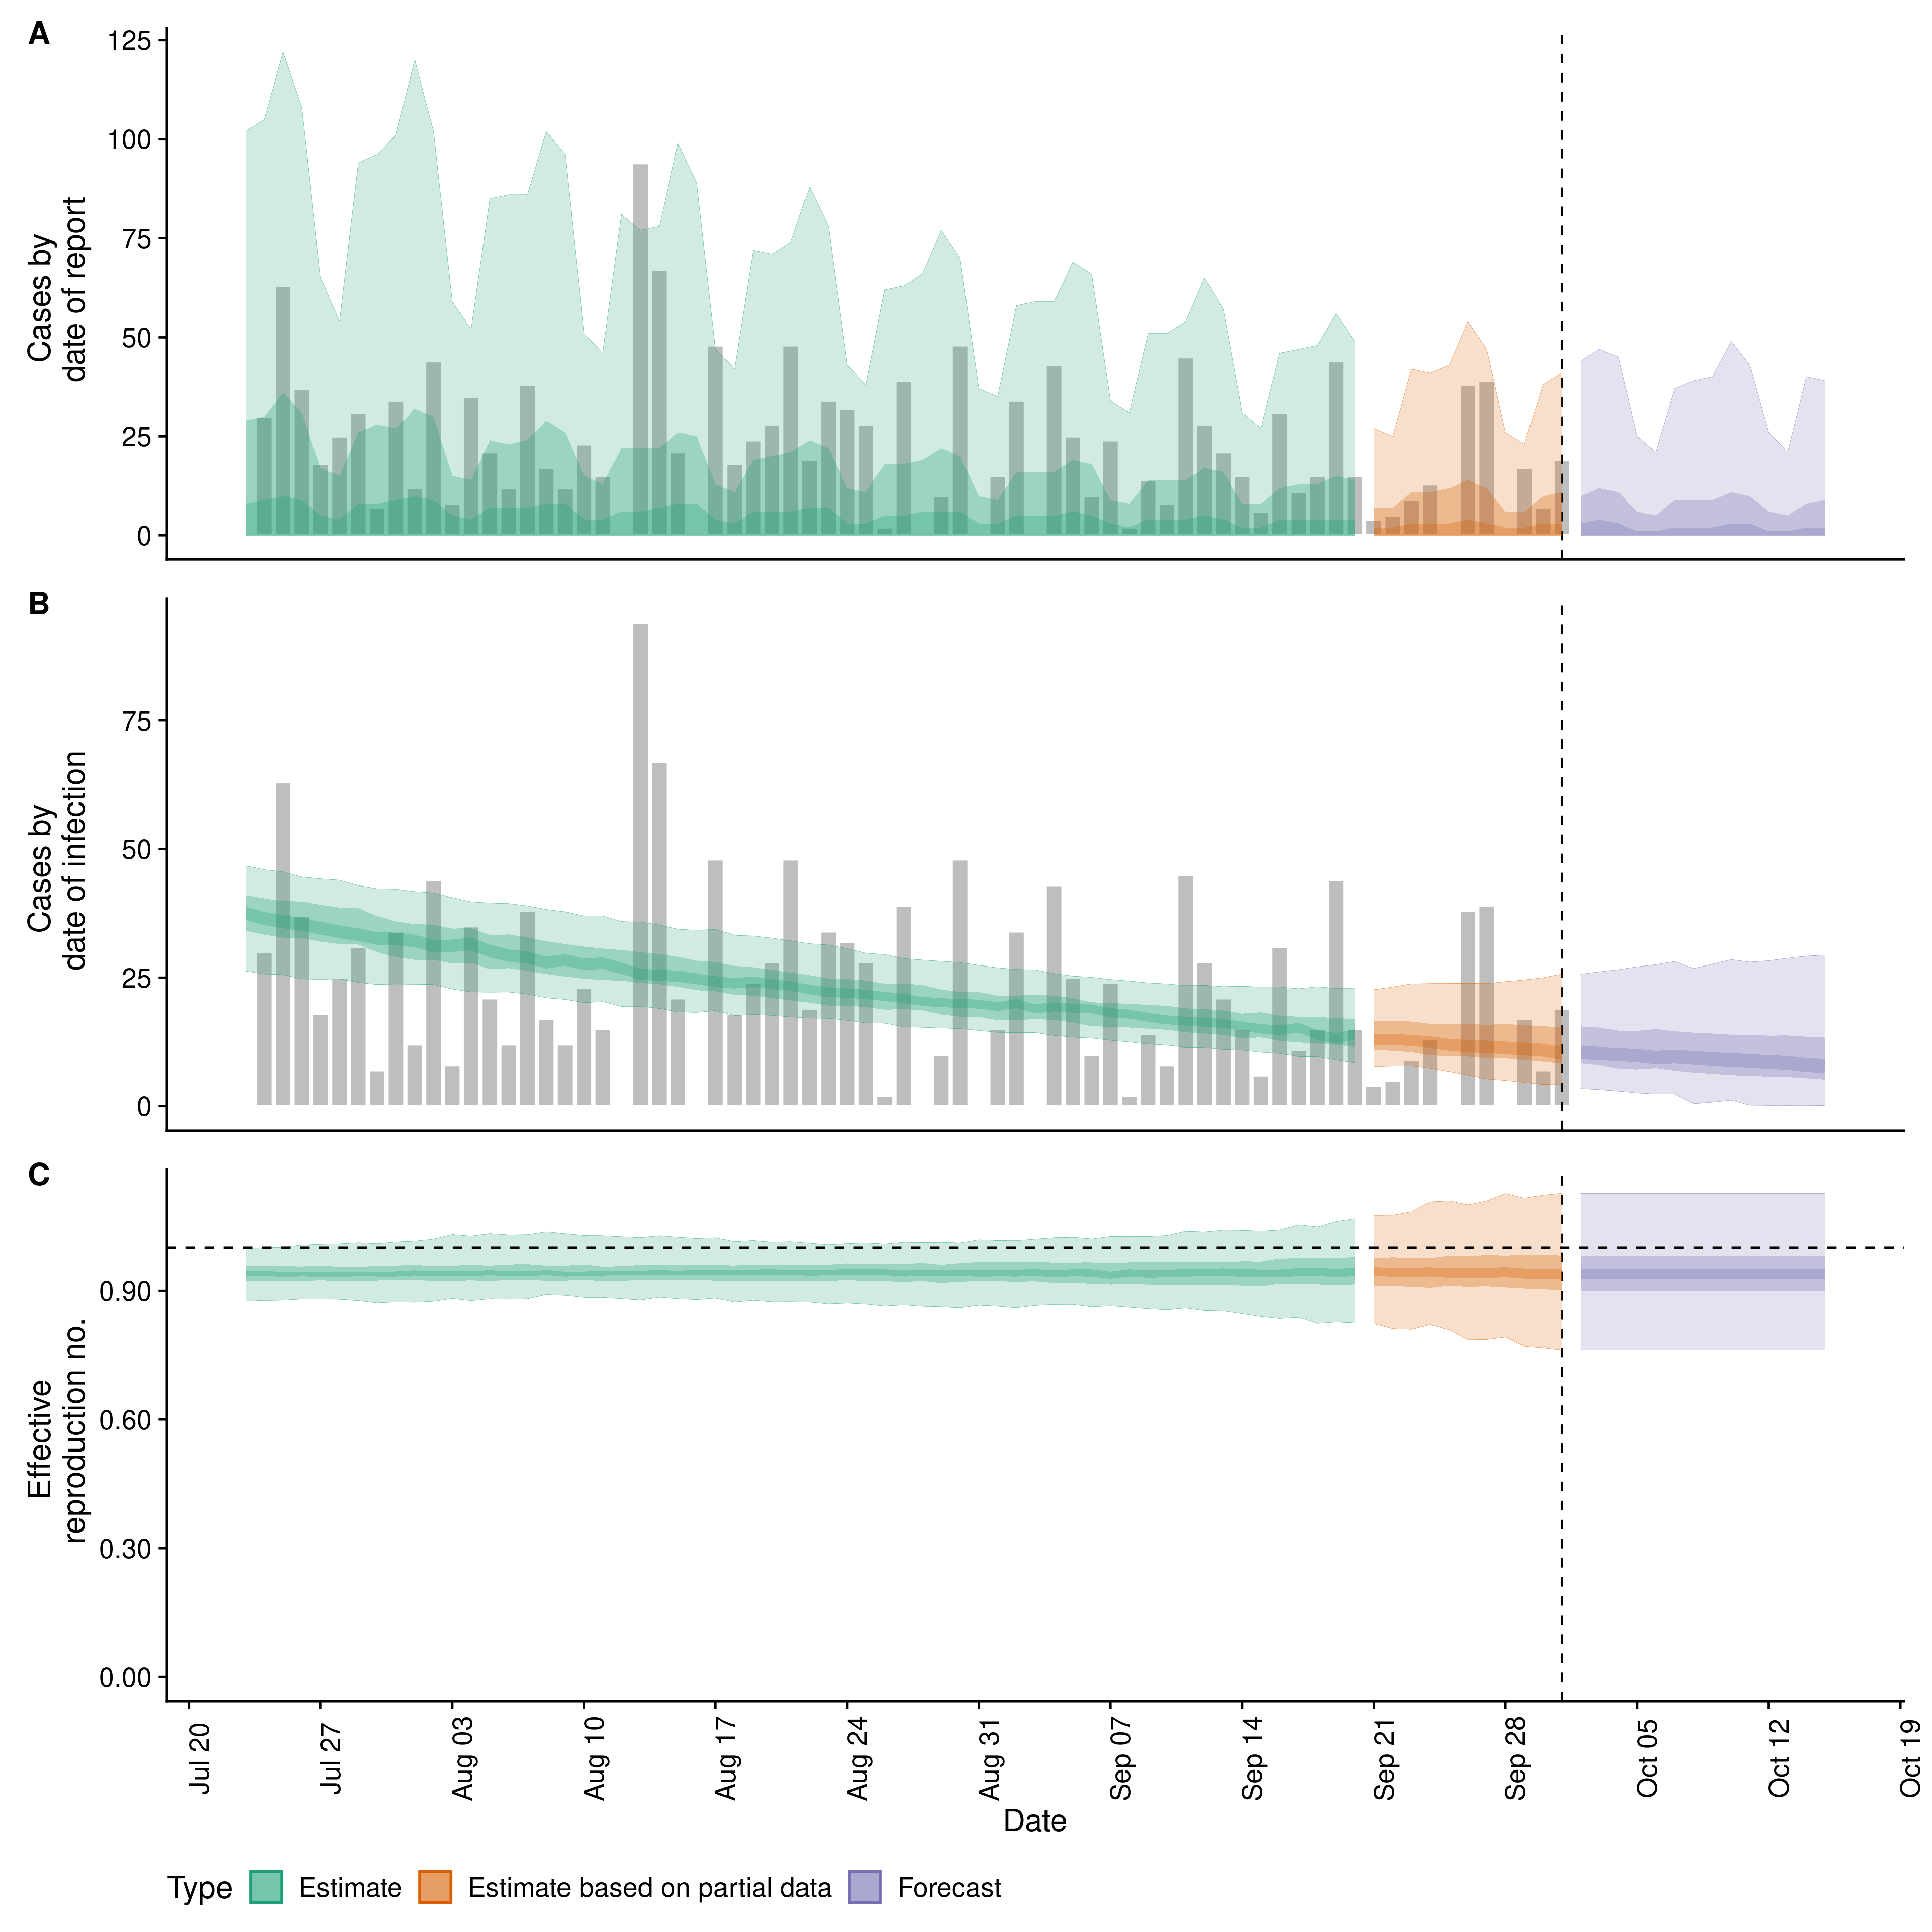 A
125
100
75
50
25
0
Cases by
date of report
B
75
50
25
0
Cases by
date of infection
C
0.90
0.60
0.30
0.00
Effective
reproduction no.
Jul 20
Jul 27
Aug 03
Aug 10
Aug 17
Aug 24
Aug 31
Sep 07
Sep 14
Sep 21
Sep 28
Oct 05
Oct 12
Oct 19
Date
Type Estimate Estimate based on partial data Forecast